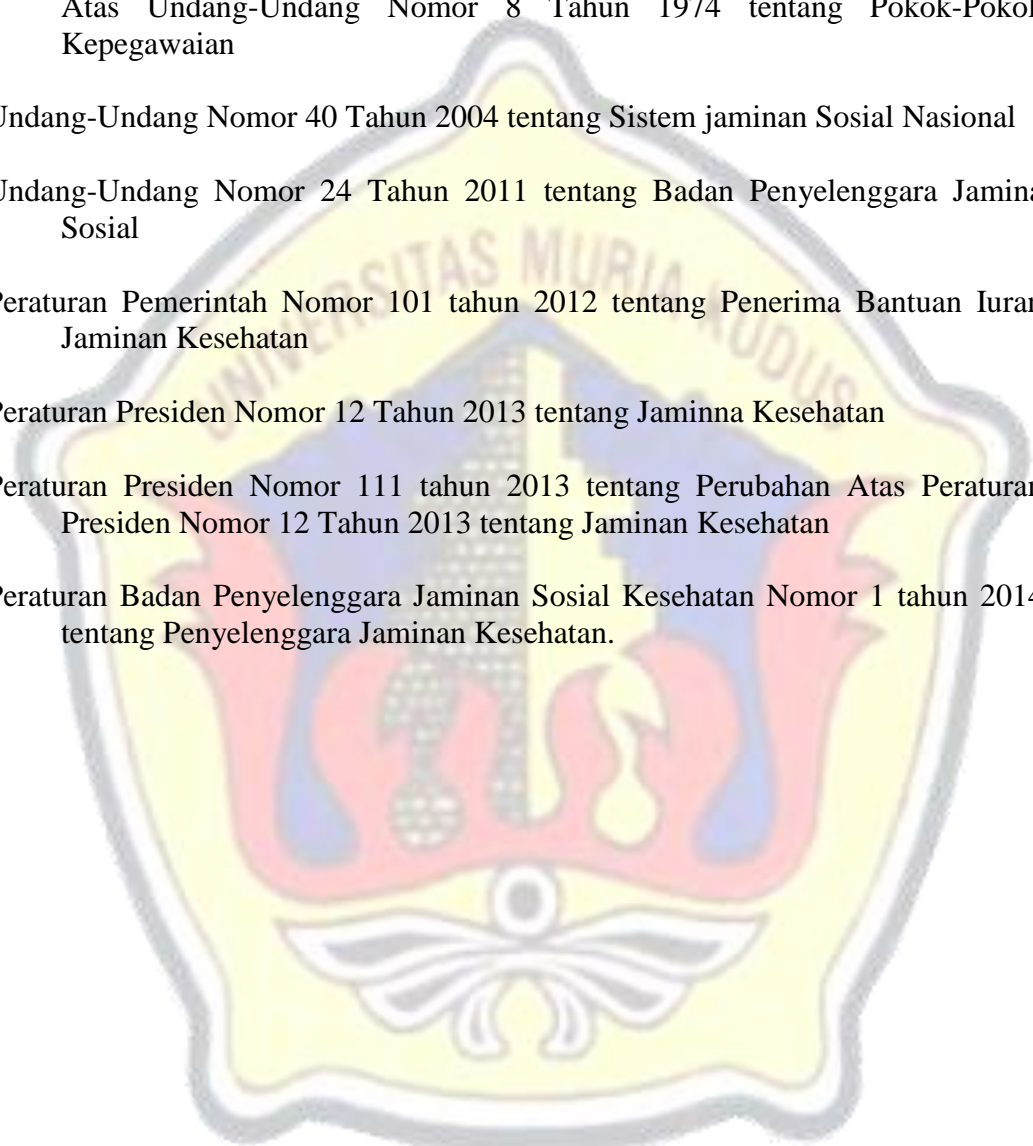 Atas Undang-Undang Nomor 8 Tahun 1974 tentang Pokok-Pokok
Kepegawaian
Undang-Undang Nomor 40 Tahun 2004 tentang Sistem jaminan Sosial Nasional
Undang-Undang Nomor 24 Tahun 2011 tentang Badan Penyelenggara Jamina
Sosial
Peraturan Pemerintah Nomor 101 tahun 2012 tentang Penerima Bantuan Iuran
Jaminan Kesehatan
Peraturan Presiden Nomor 12 Tahun 2013 tentang Jaminna Kesehatan
Peraturan Presiden Nomor 111 tahun 2013 tentang Perubahan Atas Peraturan
Presiden Nomor 12 Tahun 2013 tentang Jaminan Kesehatan
Peraturan Badan Penyelenggara Jaminan Sosial Kesehatan Nomor 1 tahun 2014
tentang Penyelenggara Jaminan Kesehatan.
UNIVERSITAS MURIA KUDUS